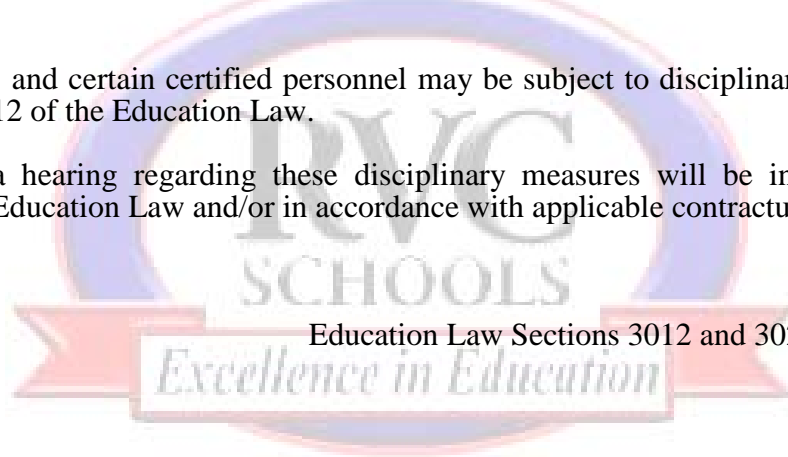 and certain certified personnel may be subject to disciplinar
12 of the Education Law.
a hearing regarding these disciplinary measures will be in
Education Law and/or in accordance with applicable contractu
RVC
SCHOOLS
Education Law Sections 3012 and 302
Excellence in Education